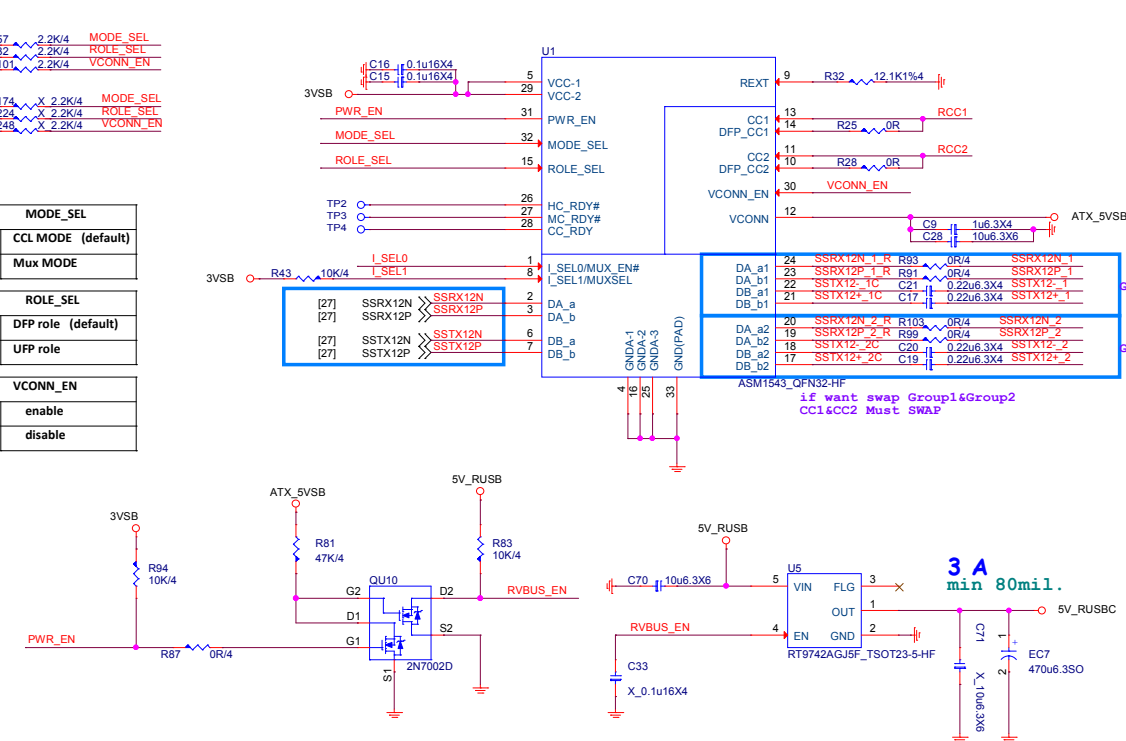 57 2.2K/4 MODE_SEL
2.2K/4 ROLE_SEL
101 2.2K/4 VCONN_EN
174 X 2.2K/4 MODE_SEL
224 X 2.2K/4 ROLE_SEL
248 X 2.2K/4 VCONN_EN
MODE_SEL
CCL MODE (default)
Mux MODE
ROLE_SEL
DFP role (default)
UFP role
VCONN_EN
enable
disable
U1
C16 0.1u16X4
C15 0.1u16X4
3VSB
5 VCC-1
29 VCC-2
PWR_EN 31 PWR_EN
MODE_SEL 32 MODE_SEL
ROLE_SEL 15 ROLE_SEL
TP2 26 HC_RDY#
TP3 27 MC_RDY#
TP4 28 CC_RDY
I_SEL0 1 I_SEL0/MUX_EN#
3VSB R43 10K/4 I_SEL1 8 I_SEL1/MUXSEL
[27] SSRX12N SSRX12N 2 DA_a
[27] SSRX12P SSRX12P 3 DA_b
[27] SSTX12N SSTX12N 6 DB_a
[27] SSTX12P SSTX12P 7 DB_b
REXT 9 R32 12.1K1%4
CC1 13 RCC1
DFP_CC1 14 R25 0R
CC2 11 RCC2
DFP_CC2 10 R28 0R
VCONN_EN 30 VCONN_EN
VCONN 12 ATX_5VSB
C9 1u6.3X4
C28 10u6.3X6
DA_a1 24 SSRX12N_1_R R93 0R/4 SSRX12N_1
DA_b1 23 SSRX12P_1_R R91 0R/4 SSRX12P_1
DB_a1 22 SSTX12-_1C C21 0.22u6.3X4 SSTX12-_1
DB_b1 21 SSTX12+_1C C17 0.22u6.3X4 SSTX12+_1
DA_a2 20 SSRX12N_2_R R103 0R/4 SSRX12N_2
DA_b2 19 SSRX12P_2_R R99 0R/4 SSRX12P_2
DB_a2 18 SSTX12-_2C C20 0.22u6.3X4 SSTX12-_2
DB_b2 17 SSTX12+_2C C19 0.22u6.3X4 SSTX12+_2
G
G
GNDA-1
GNDA-2
GNDA-3
GND(PAD)
4
16
25
33
ASM1543_QFN32-HF
if want swap Group1&Group2
CC1&CC2 Must SWAP
3VSB
R94
10K/4
PWR_EN
R87 0R/4
ATX_5VSB
R81
47K/4
QU10
G2
D1
G1
S1
D2
S2
2N7002D
5V_RUSB
R83
10K/4
RVBUS_EN
5V_RUSB
C70 10u6.3X6
RVBUS_EN
C33
X_0.1u16X4
U5
5 VIN
4 EN
FLG 3
OUT 1
GND 2
RT9742AGJ5F_TSOT23-5-HF
3 A
min 80mil.
5V_RUSBC
C71
X_10u6.3X6
1
+
2
EC7
470u6.3SO